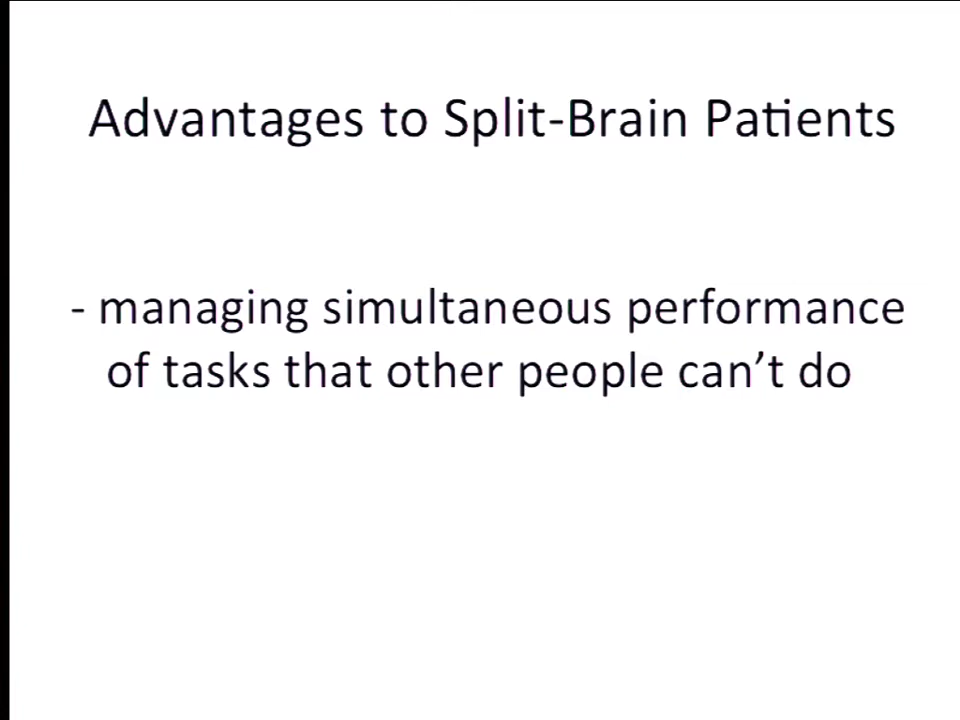 Advantages to Split-Brain Patients
- managing simultaneous performance
of tasks that other people can’t do